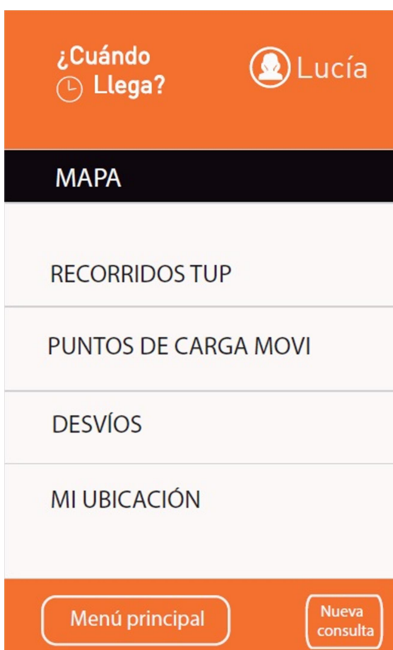 ¿Cuándo
Llega?
Lucía
MAPA
RECORRIDOS TUP
PUNTOS DE CARGA MOVI
DESVÍOS
MI UBICACIÓN
Menú principal
Nueva
consulta